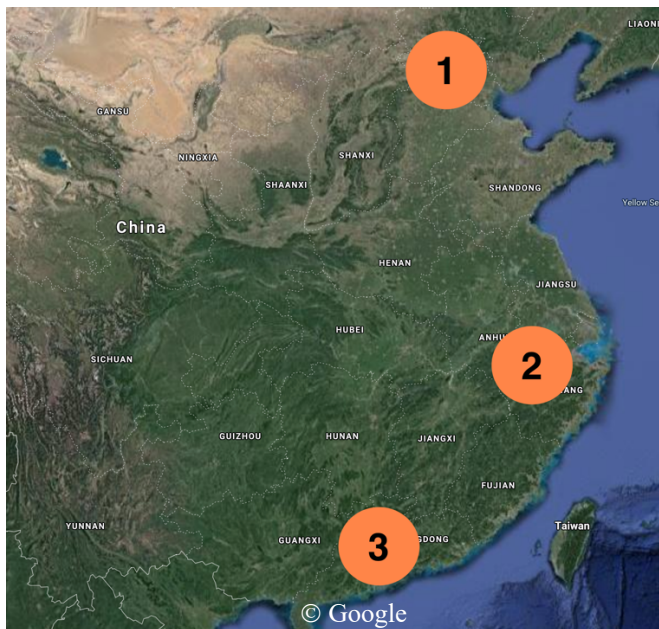 LIAONI
1
GANSU
NINGXIA
SHANXI
SHAANXI
SHANDONG
Yellow Se
China
HENAN
JIANGSU
HUBEI
ANHU
SICHUAN
2
ANG
GUIZHOU
HUNAN
JIANGXI
FUJIAN
YUNNAN
Taiwan
GUANGXI
3
GDONG
© Google